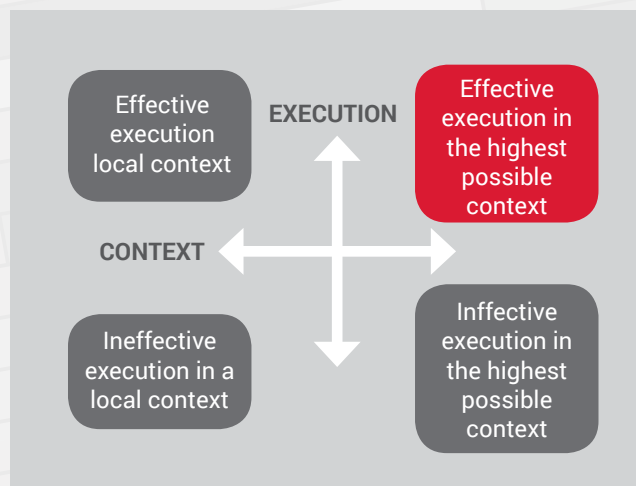 Effective
execution
local context
EXECUTION
Effective
execution in
the highest
possible
context
CONTEXT
Ineffective
execution in a
local context
Inffective
execution in
the highest
possible
context